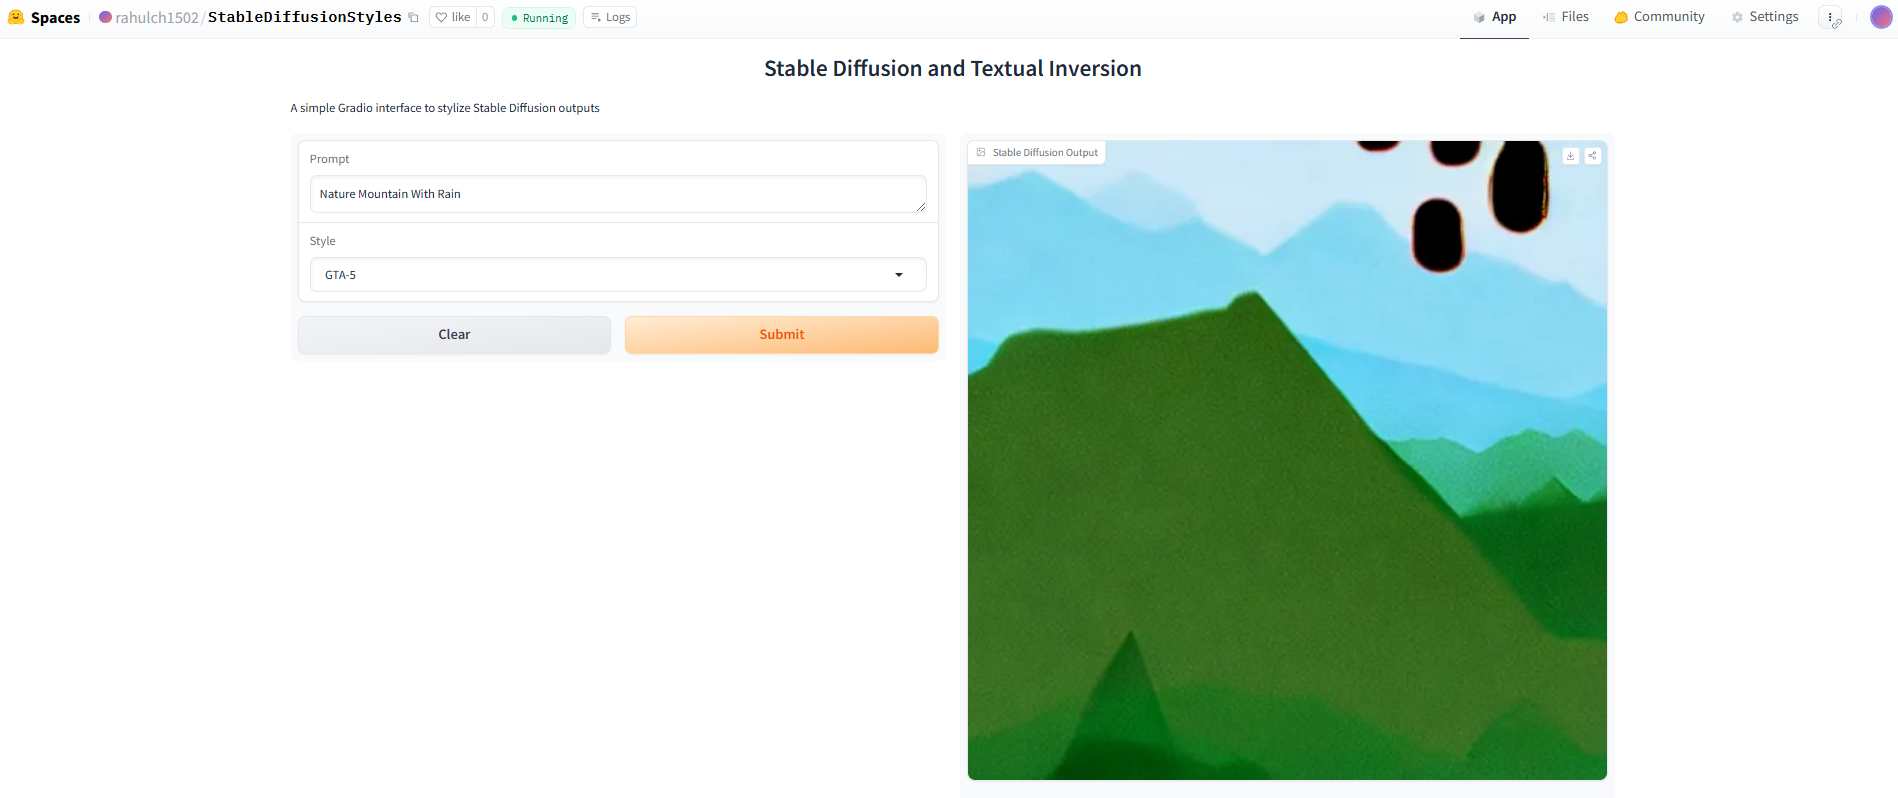 Spaces rahulch1502/StableDiffusionStyles like 0 Running Logs App Files Community Settings
Stable Diffusion and Textual Inversion
A simple Gradio interface to stylize Stable Diffusion outputs
Prompt
Nature Mountain With Rain
Style
GTA-5
Clear Submit
Stable Diffusion Output